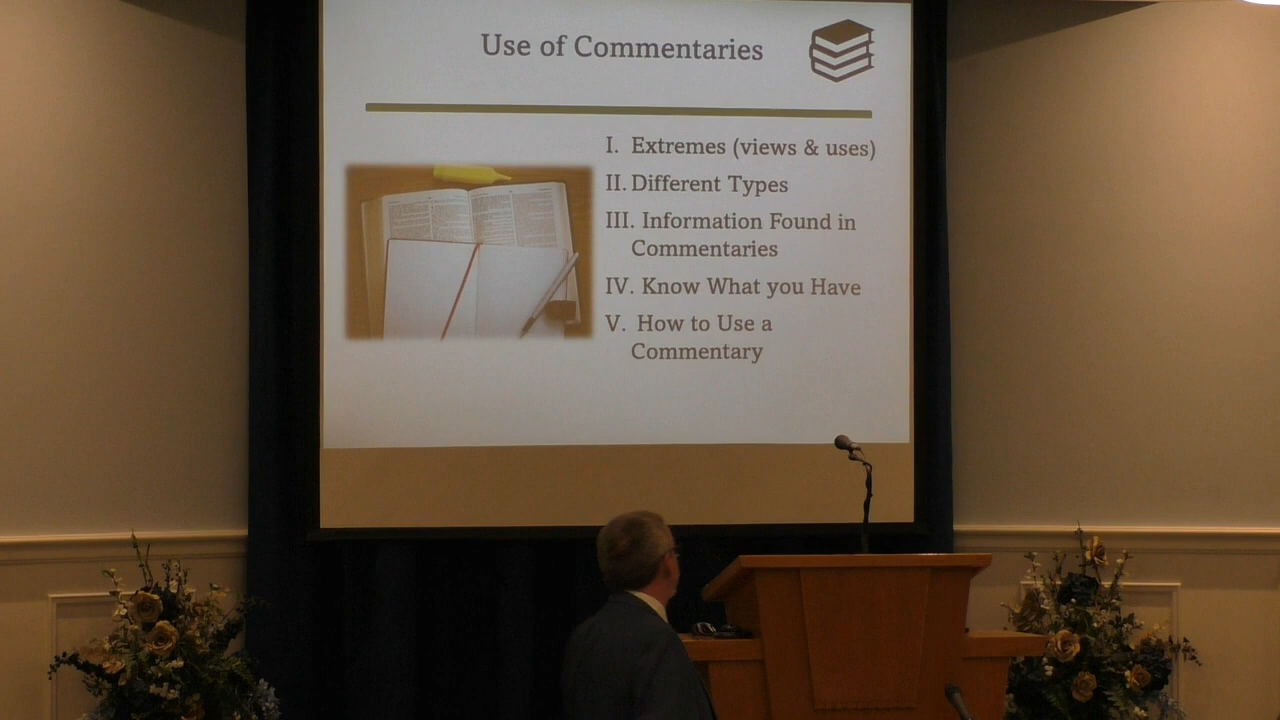 Use of Commentaries
I. Extremes (views & uses)
II. Different Types
III. Information Found in
Commentaries
IV. Know What you Have
V. How to Use a
Commentary